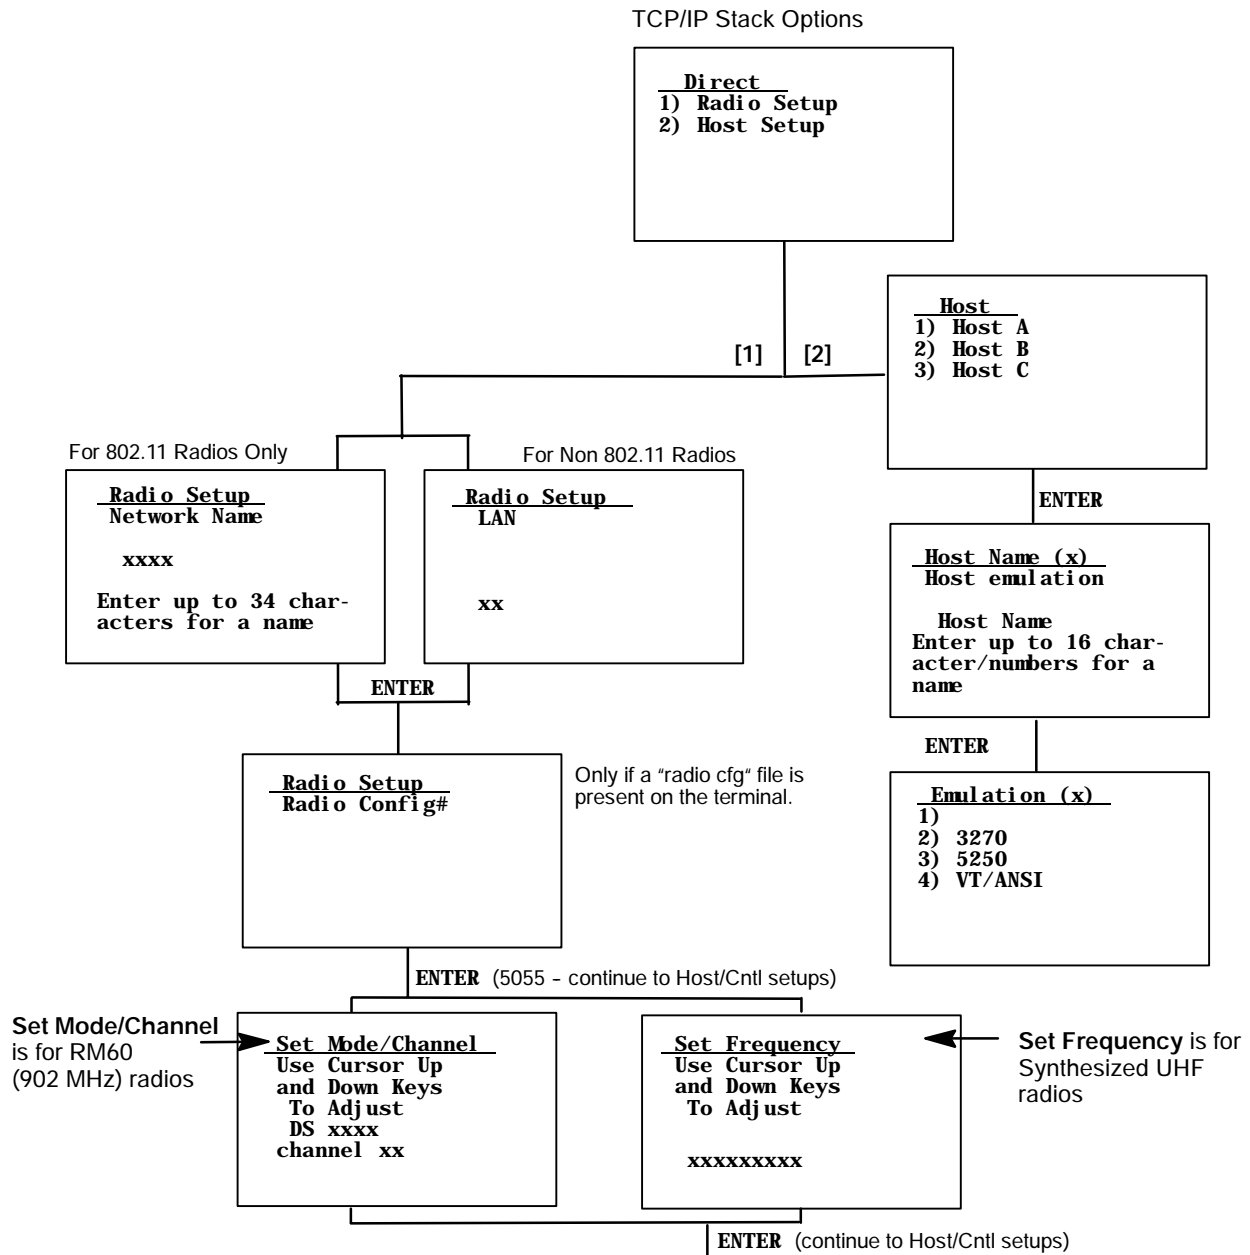 TCP/IP Stack Options
Direct
1) Radio Setup
2) Host Setup
[1] [2]
Host
1) Host A
2) Host B
3) Host C
ENTER
For 802.11 Radios Only
Radio Setup
Network Name
xxxx
Enter up to 34 char-
acters for a name
For Non 802.11 Radios
Radio Setup
LAN
xx
ENTER
Host Name (x)
Host emulation
Host Name
Enter up to 16 char-
acter/numbers for a
name
ENTER
Radio Setup
Radio Config#
Only if a "radio cfg" file is
present on the terminal.
Emulation (x)
1)
2) 3270
3) 5250
4) VT/ANSI
ENTER (5055 - continue to Host/Cntl setups)
Set Mode/Channel
is for RM60
(902 MHz) radios
Set Mode/Channel
Use Cursor Up
and Down Keys
To Adjust
DS xxxx
channel xx
Set Frequency
Use Cursor Up
and Down Keys
To Adjust
xxxxxxxxx
Set Frequency is for
Synthesized UHF
radios
ENTER (continue to Host/Cntl setups)